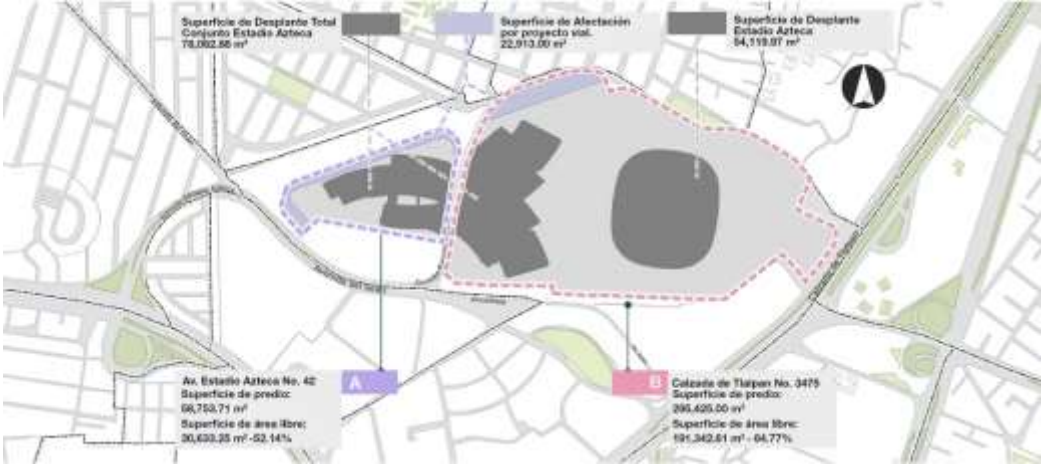 Superficie de Desplante Total
Conjunto Estadio Azteca
78,092.88 m²
Superficie de Afectación
por proyecto vial.
22,913.00 m²
Superficie de Desplante
Estadio Azteca
54,119.97 m²
A
Av. Estadio Azteca No. 42
Superficie de predio:
58,753.71 m²
Superficie de área libre:
30,633.25 m² -52.14%
B
Calzada de Tlalpan No. 3475
Superficie de predio:
295,425.00 m²
Superficie de área libre:
191,342.61 m² - 64.77%